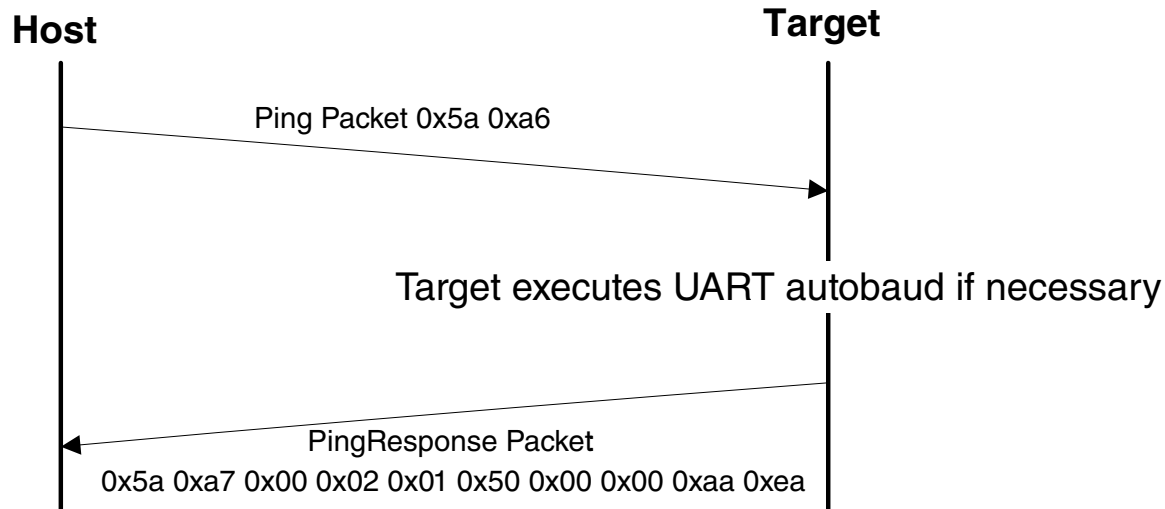 Host
Target
Ping Packet 0x5a 0xa6
Target executes UART autobaud if necessary
PingResponse Packet
0x5a 0xa7 0x00 0x02 0x01 0x50 0x00 0x00 0xaa 0xea